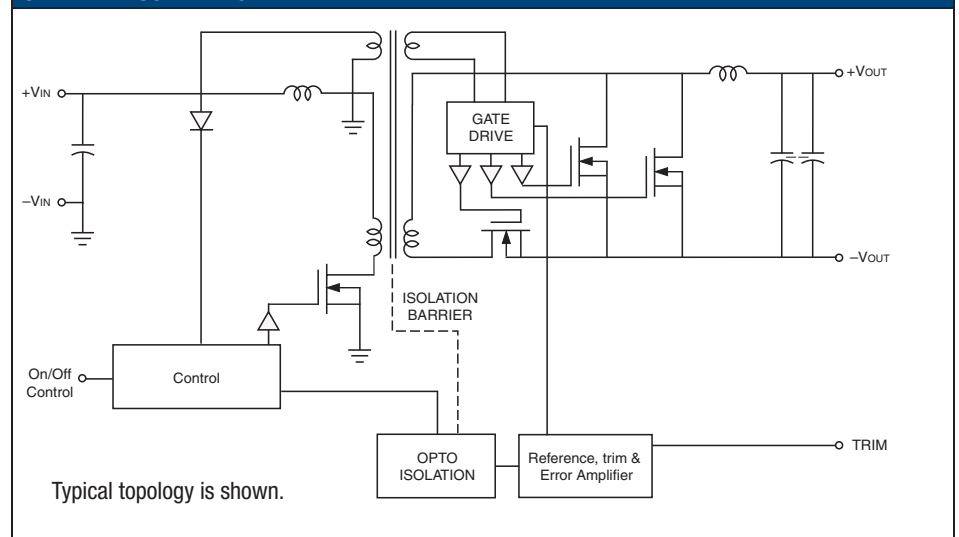 +VIN
−VIN
GATE
DRIVE
+VOUT
−VOUT
ISOLATION
BARRIER
On/Off
Control
Control
OPTO
ISOLATION
Reference, trim &
Error Amplifier
TRIM
Typical topology is shown.